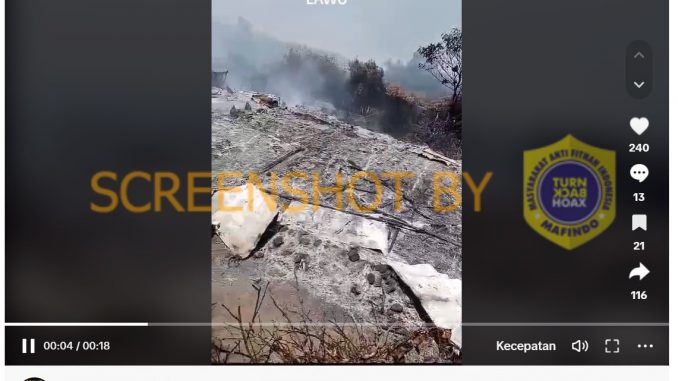 LAWU
240
SCREENSHOT BY
MASYARAKAT ANTI FITNAH INDONESIA
TURN
BACK
HOAX
MAFINDO
13
21
116
00:04 / 00:18
Kecepatan